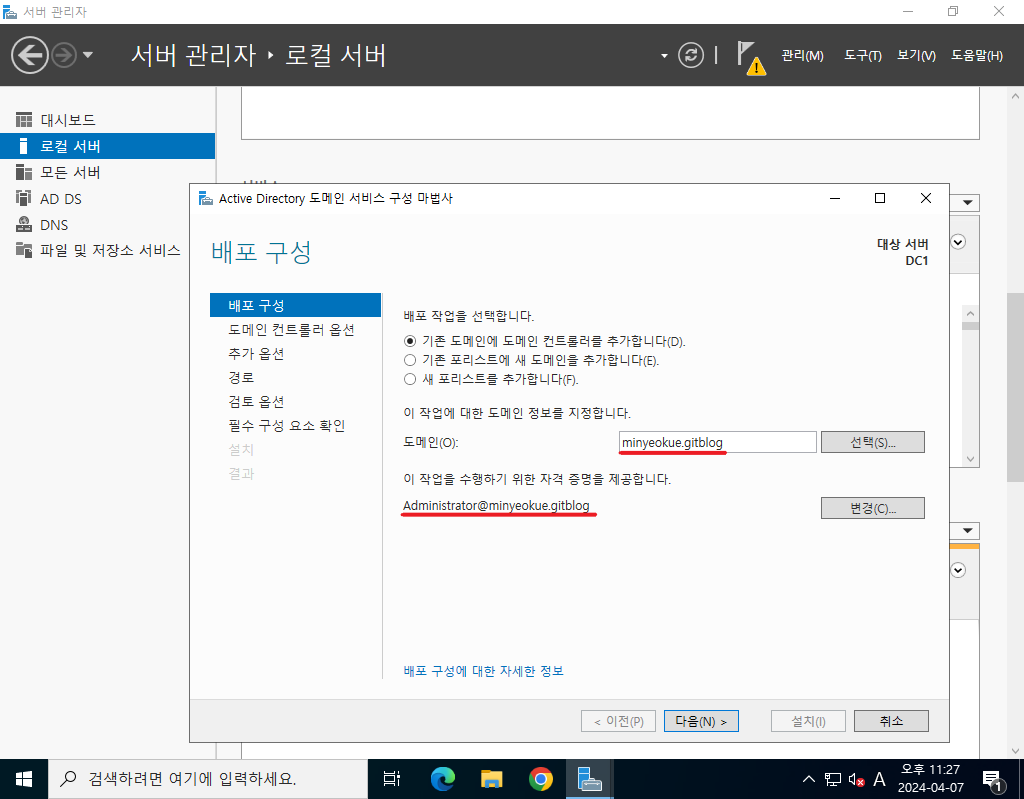 서버 관리자
서버 관리자 ‣ 로컬 서버
관리(M) 도구(T) 보기(V) 도움말(H)
대시보드
로컬 서버
모든 서버
AD DS
DNS
파일 및 저장소 서비스
Active Directory 도메인 서비스 구성 마법사
배포 구성
대상 서버
DC1
배포 구성
도메인 컨트롤러 옵션
추가 옵션
경로
검토 옵션
필수 구성 요소 확인
설치
결과
배포 작업을 선택합니다.
기존 도메인에 도메인 컨트롤러를 추가합니다(D).
기존 포리스트에 새 도메인을 추가합니다(E).
새 포리스트를 추가합니다(F).
이 작업에 대한 도메인 정보를 지정합니다.
도메인(O): minyeokue.gitblog 선택(S)...
이 작업을 수행하기 위한 자격 증명을 제공합니다.
Administrator@minyeokue.gitblog 변경(C)...
배포 구성에 대한 자세한 정보
< 이전(P) 다음(N) > 설치(I) 취소
검색하려면 여기에 입력하세요.
A
오후 11:27
2024-04-07
1